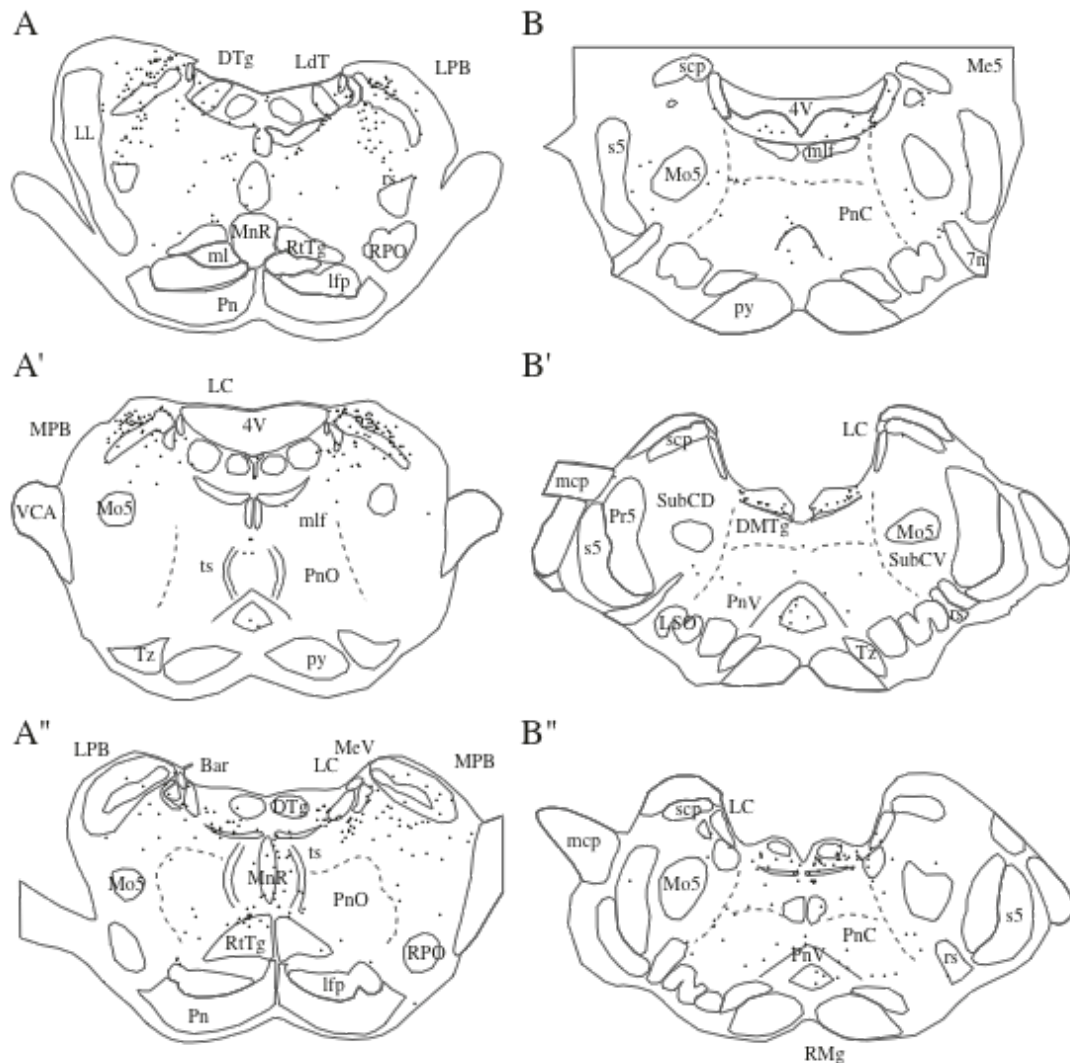 A
DTg LdT
LPB
LL
rs
MnR
RtTg
RPO
ml
lfp
Pn
B
scp
Me5
4V
s5
mlf
Mo5
PnC
7n
py
A'
LC
MPB
4V
VCA
Mo5
mlf
ts
PnO
Tz
py
B'
LC
scp
mcp
SubCD
Pr5
DMTg
Mo5
s5
SubCV
PnV
LSO
rs
Tz
A"
LPB
MeV
Bar
LC
MPB
DTg
ts
Mo5
MnR
PnO
RtTg
RPO
lfp
Pn
B"
scp LC
mcp
Mo5
s5
PnC
PnV
rs
RMg